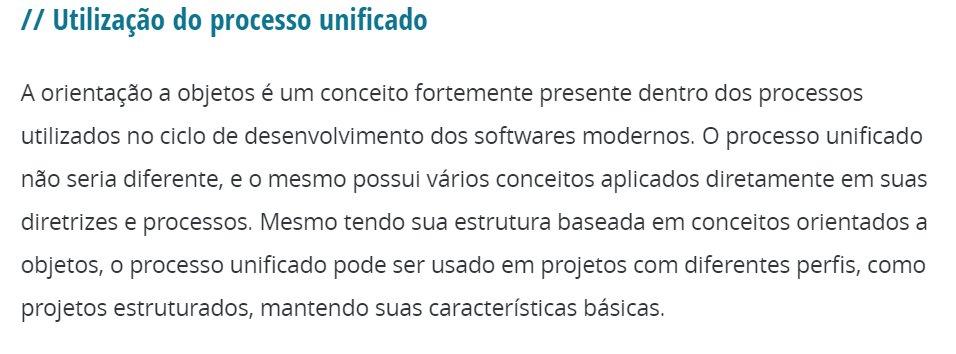 // Utilização do processo unificado
A orientação a objetos é um conceito fortemente presente dentro dos processos
utilizados no ciclo de desenvolvimento dos softwares modernos. O processo unificado
não seria diferente, e o mesmo possui vários conceitos aplicados diretamente em suas
diretrizes e processos. Mesmo tendo sua estrutura baseada em conceitos orientados a
objetos, o processo unificado pode ser usado em projetos com diferentes perfis, como
projetos estruturados, mantendo suas características básicas.